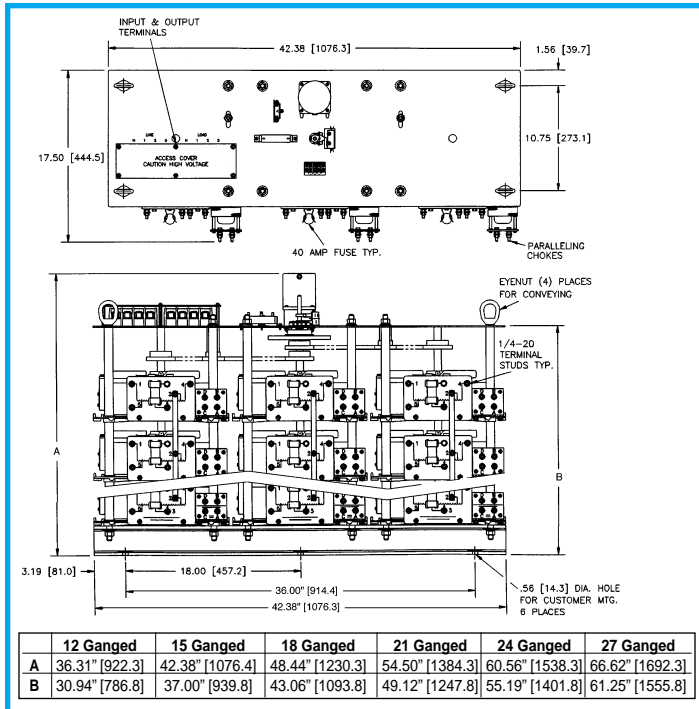 INPUT & OUTPUT
TERMINALS
42.38 [1076.3]
1.56 [39.7]
17.50 [444.5]
10.75 [273.1]
LINE LOAD
N 1 2 3 N 1 2 3
ACCESS COVER
CAUTION HIGH VOLTAGE
40 AMP FUSE TYP.
PARALLELING
CHOKES
EYENUT (4) PLACES
FOR CONVEYING
1/4-20
TERMINAL
STUDS TYP.
A
B
3.19 [81.0]
18.00 [457.2]
36.00" [914.4]
42.38" [1076.3]
.56 [14.3] DIA. HOLE
FOR CUSTOMER MTG.
6 PLACES
12 Ganged 15 Ganged 18 Ganged 21 Ganged 24 Ganged 27 Ganged
A 36.31" [922.3] 42.38" [1076.4] 48.44" [1230.3] 54.50" [1384.3] 60.56" [1538.3] 66.62" [1692.3]
B 30.94" [786.8] 37.00" [939.8] 43.06" [1093.8] 49.12" [1247.8] 55.19" [1401.8] 61.25" [1555.8]